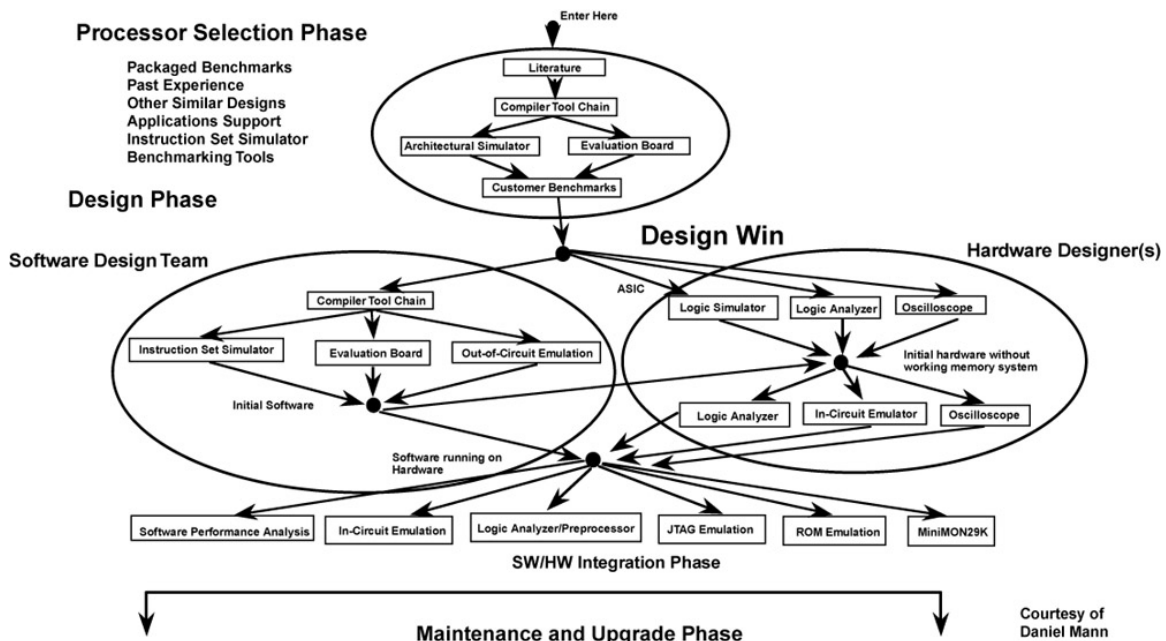 Enter Here
Processor Selection Phase
Packaged Benchmarks
Past Experience
Other Similar Designs
Applications Support
Instruction Set Simulator
Benchmarking Tools
Literature
Compiler Tool Chain
Architectural Simulator
Evaluation Board
Customer Benchmarks
Design Phase
Design Win
Software Design Team
Hardware Designer(s)
ASIC
Compiler Tool Chain
Logic Simulator
Logic Analyzer
Oscilloscope
Instruction Set Simulator
Evaluation Board
Out-of-Circuit Emulation
Initial hardware without
working memory system
Initial Software
Logic Analyzer
In-Circuit Emulator
Oscilloscope
Software running on
Hardware
Software Performance Analysis
In-Circuit Emulation
Logic Analyzer/Preprocessor
JTAG Emulation
ROM Emulation
MiniMON29K
SW/HW Integration Phase
Maintenance and Upgrade Phase
Courtesy of
Daniel Mann